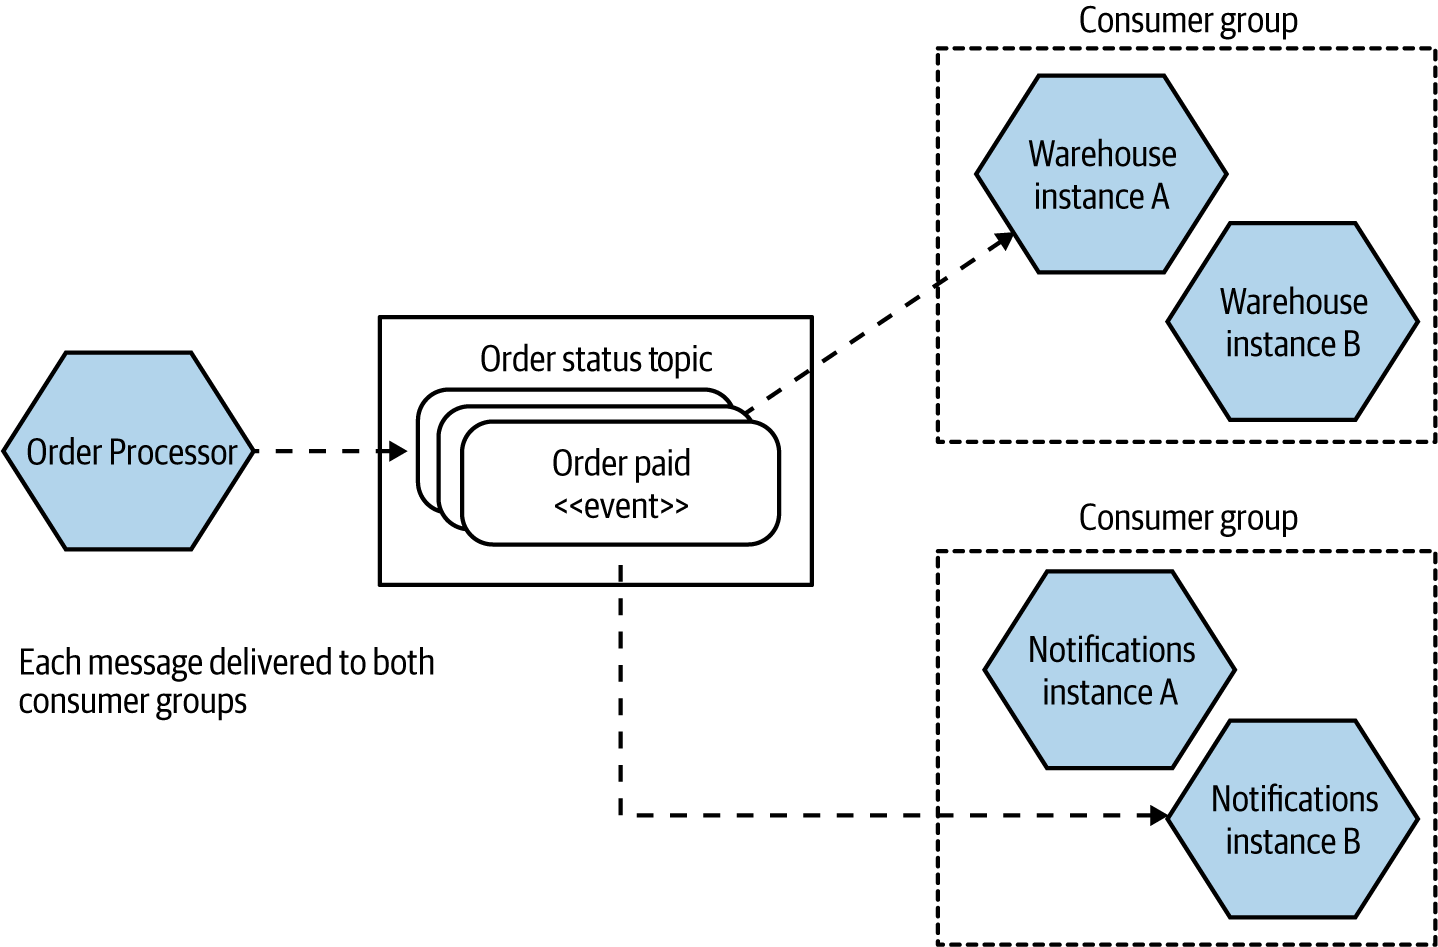 Consumer group
Warehouse
instance A
Warehouse
instance B
Order status topic
Order Processor
Order paid
<<event>>
Consumer group
Each message delivered to both
consumer groups
Notifications
instance A
Notifications
instance B